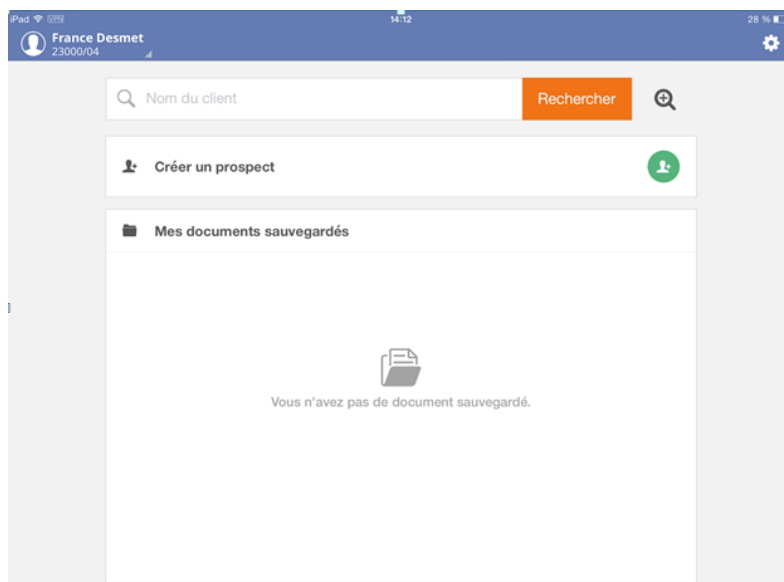 iPad VPN 14:12 28 %
France Desmet
23000/04
Nom du client Rechercher
Créer un prospect
Mes documents sauvegardés
Vous n'avez pas de document sauvegardé.